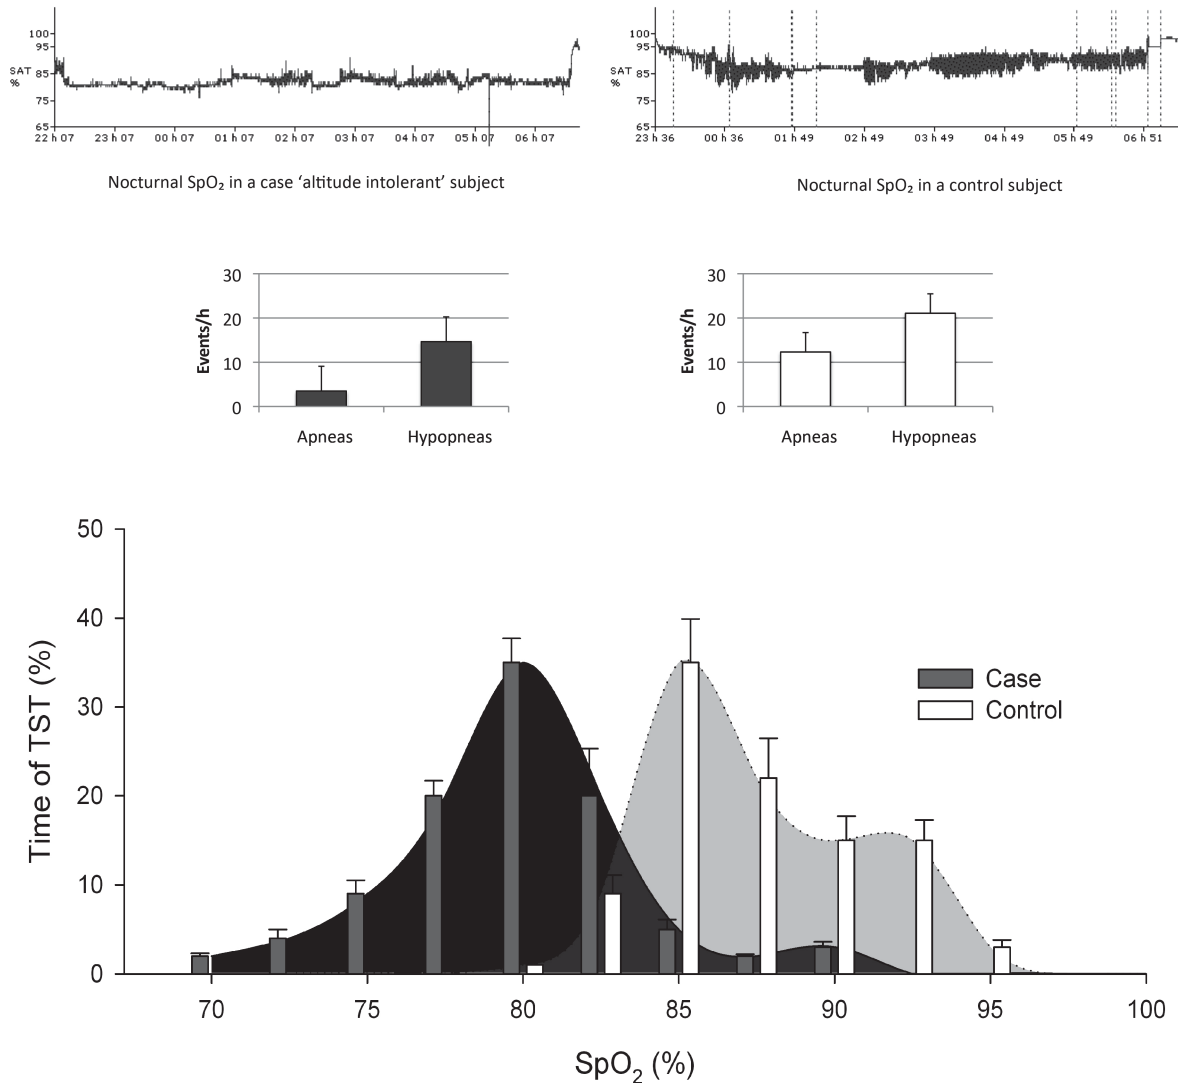 100
95
SAT
%
85
75
65
22 h 07 23 h 07 00 h 07 01 h 07 02 h 07 03 h 07 04 h 07 05 h 07 06 h 07
Nocturnal SpO₂ in a case ‘altitude intolerant’ subject
100
95
SAT
%
85
75
65
23 h 36 00 h 36 01 h 49 02 h 49 03 h 49 04 h 49 05 h 49 06 h 51
Nocturnal SpO₂ in a control subject
Events/h
30
20
10
0
Apneas Hypopneas
Events/h
30
20
10
0
Apneas Hypopneas
Time of TST (%)
50
40
30
20
10
0
Case
Control
70 75 80 85 90 95 100
SpO₂ (%)